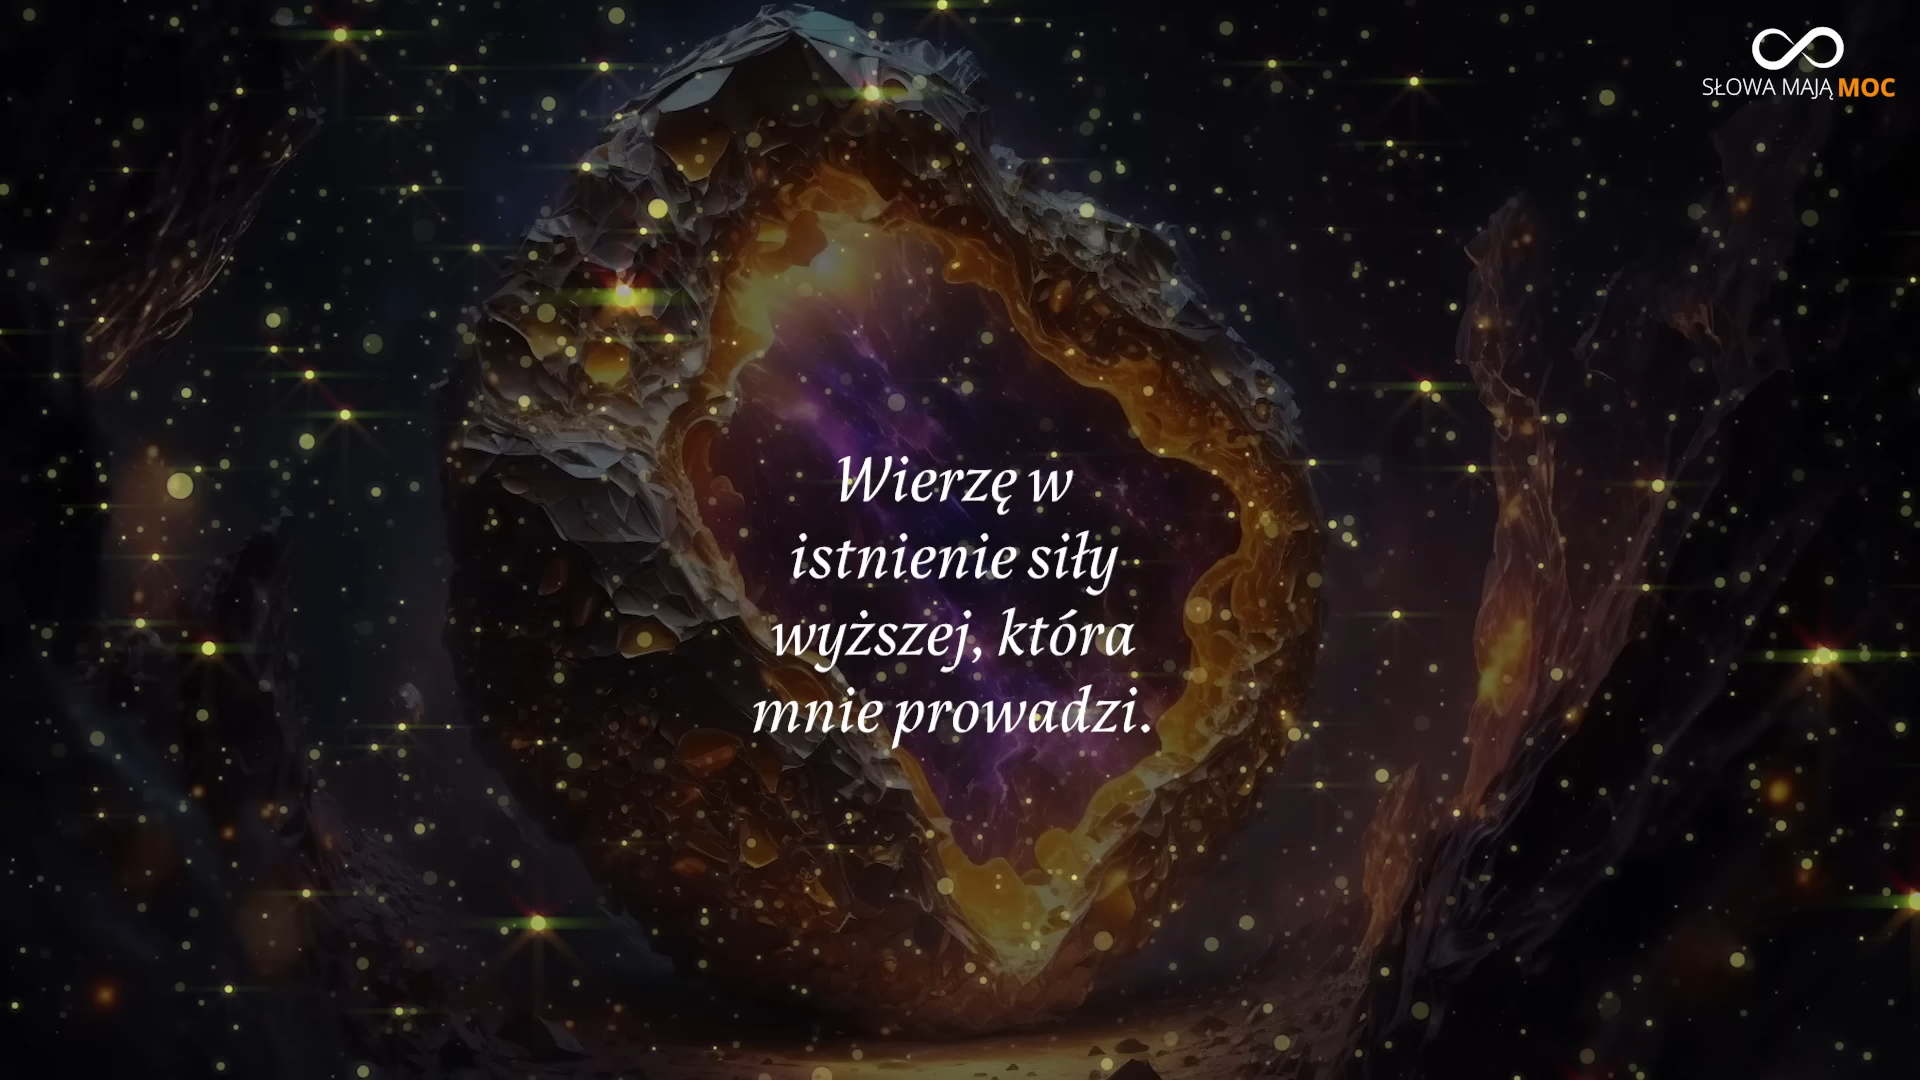 SŁOWA MAJĄ MOC
Wierzę w
istnienie siły
wyższej, która
mnie prowadzi.